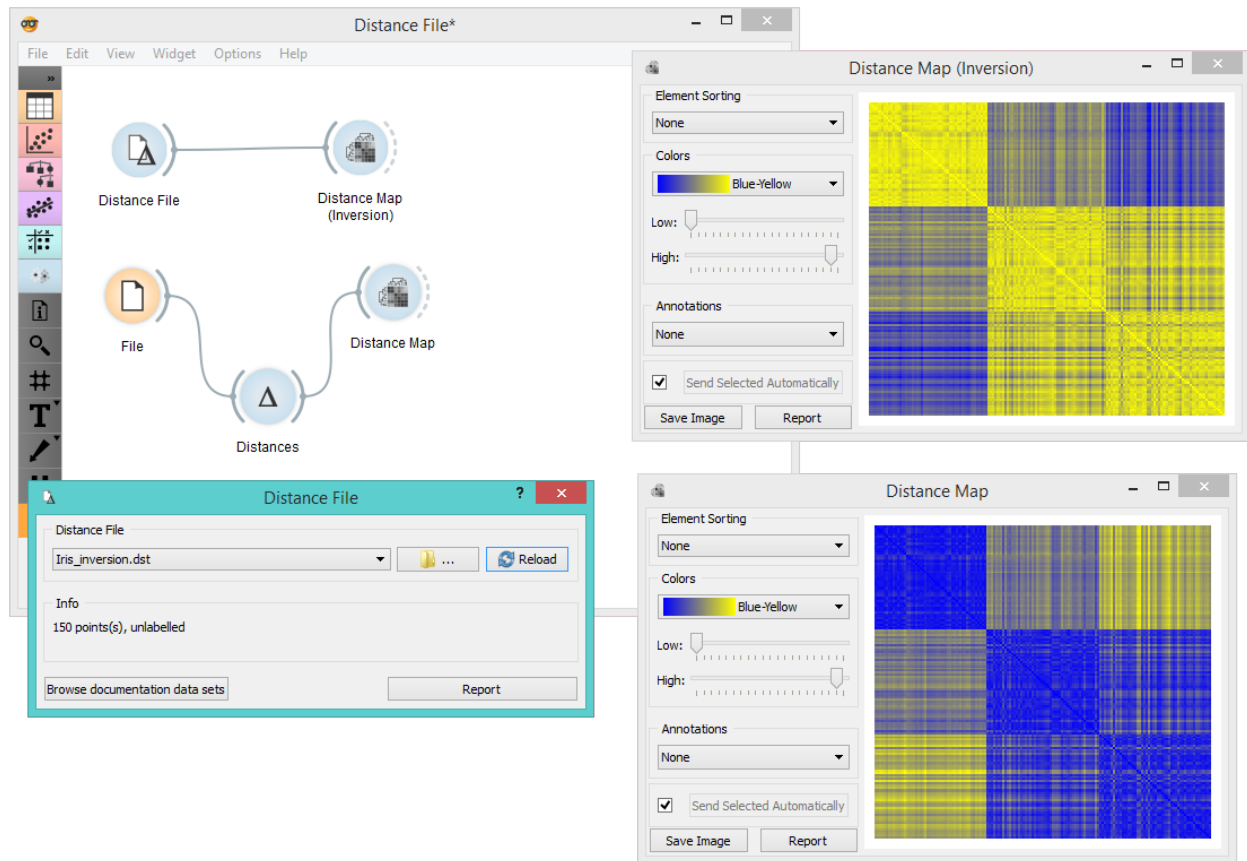 Distance File*
File Edit View Widget Options Help
»
Distance File
Distance Map
(Inversion)
File
Distance Map
Δ
Distances
T
Distance Map (Inversion)
Element Sorting
None
Colors
Blue-Yellow
Low:
High:
Annotations
None
Send Selected Automatically
Save Image Report
Distance File ?
Distance File
Iris_inversion.dst ... Reload
Info
150 points(s), unlabelled
Browse documentation data sets Report
Distance Map
Element Sorting
None
Colors
Blue-Yellow
Low:
High:
Annotations
None
Send Selected Automatically
Save Image Report